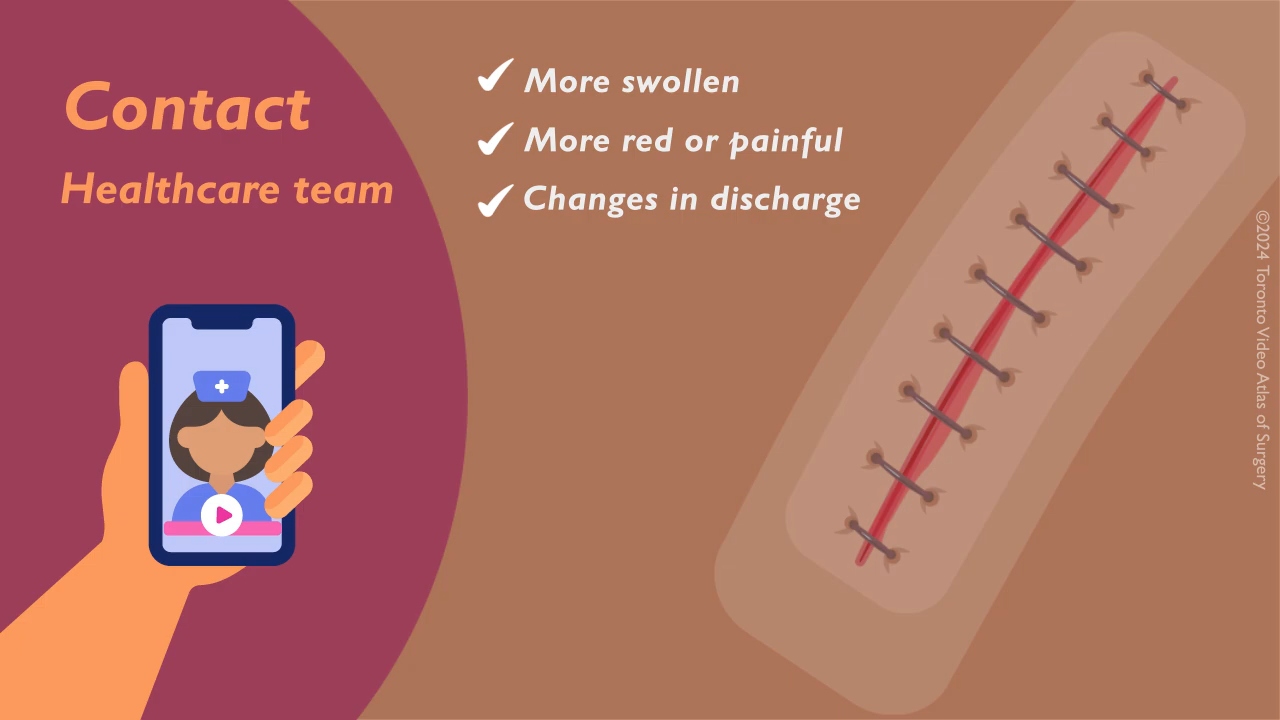 Contact
Healthcare team
More swollen
More red or painful
Changes in discharge
©2024 Toronto Video Atlas of Surgery